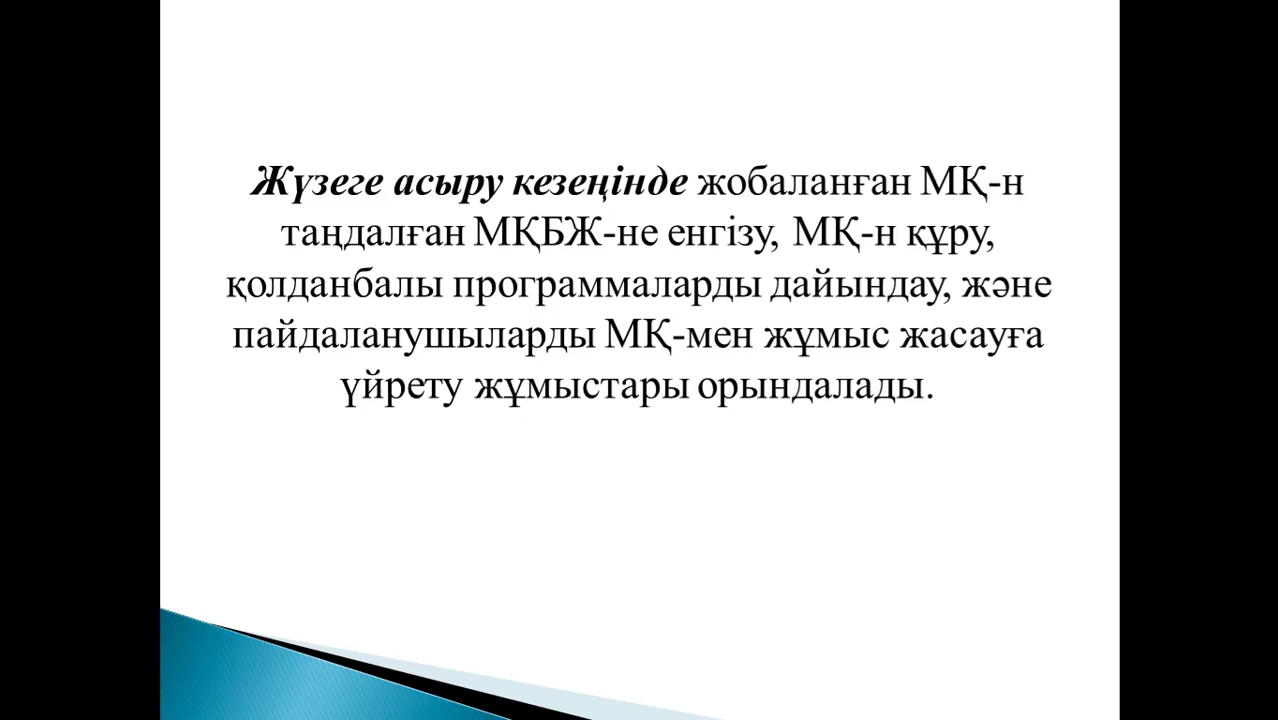 Жүзеге асыру кезеңінде жобаланған МҚ-н
таңдалған МҚБЖ-не енгізу, МҚ-н құру,
қолданбалы программаларды дайындау, және
пайдаланушыларды МҚ-мен жұмыс жасауға
үйрету жұмыстары орындалады.